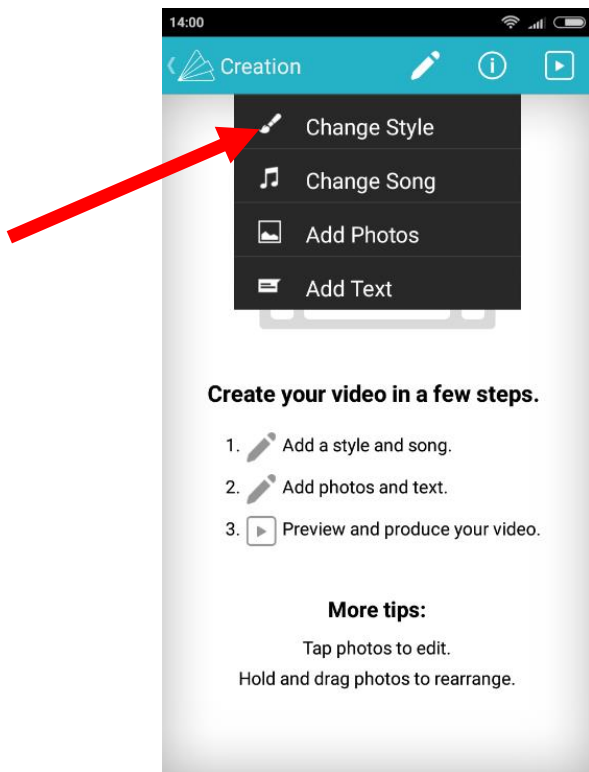 14:00
Creation
Change Style
Change Song
Add Photos
Add Text
Create your video in a few steps.
1. Add a style and song.
2. Add photos and text.
3. Preview and produce your video.
More tips:
Tap photos to edit.
Hold and drag photos to rearrange.